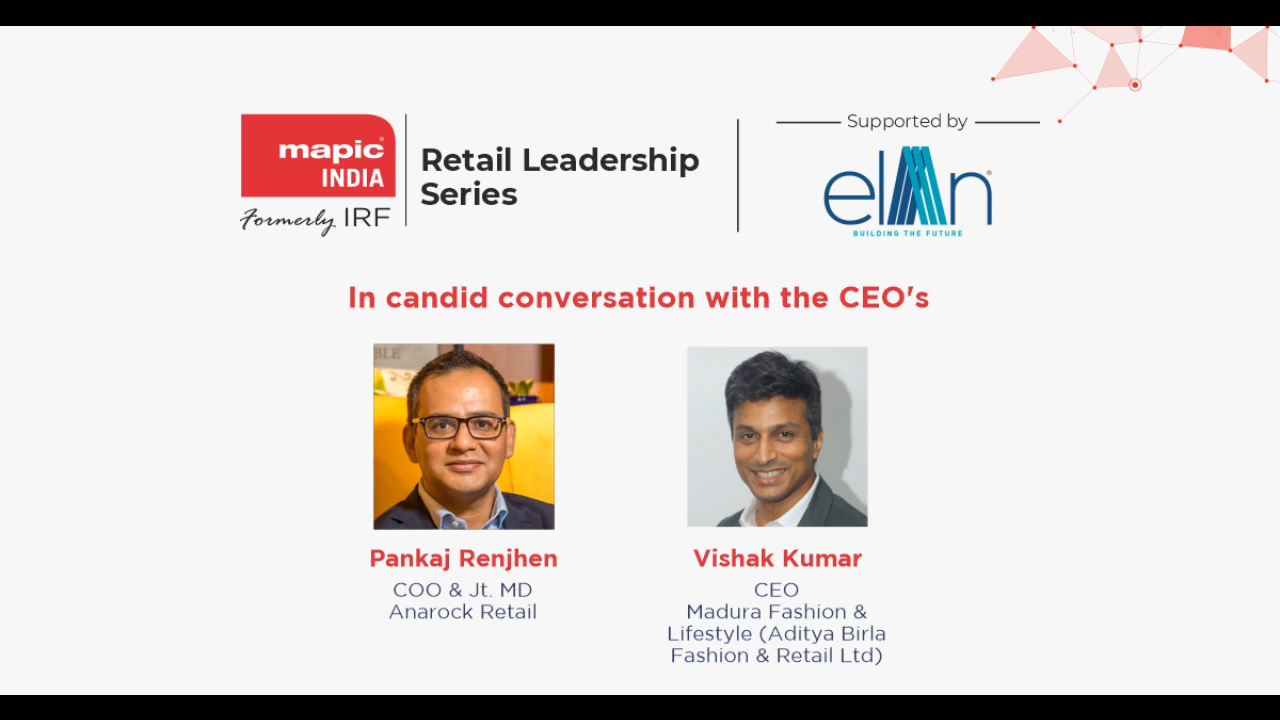 mapic
INDIA
Formerly IRF
Retail Leadership
Series
Supported by
elan
BUILDING THE FUTURE
In candid conversation with the CEO's
BLE
Pankaj Renjhen
COO & Jt. MD
Anarock Retail
Vishak Kumar
CEO
Madura Fashion &
Lifestyle (Aditya Birla
Fashion & Retail Ltd)